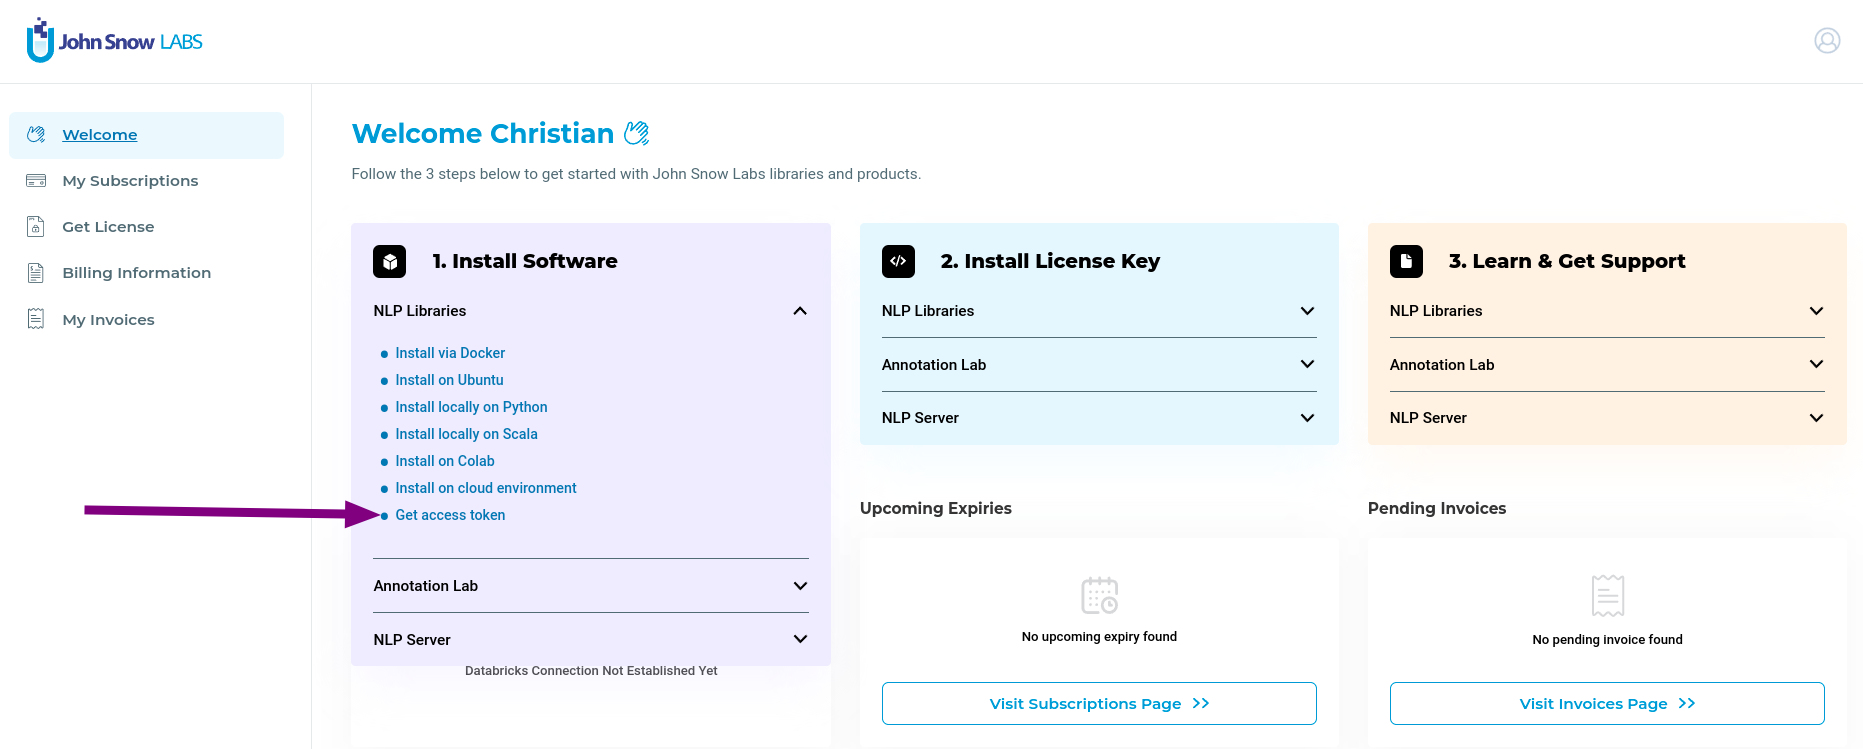 John Snow LABS
Welcome
My Subscriptions
Get License
Billing Information
My Invoices
Welcome Christian
Follow the 3 steps below to get started with John Snow Labs libraries and products.
1. Install Software
NLP Libraries
Install via Docker
Install on Ubuntu
Install locally on Python
Install locally on Scala
Install on Colab
Install on cloud environment
Get access token
Annotation Lab
NLP Server
Databricks Connection Not Established Yet
2. Install License Key
NLP Libraries
Annotation Lab
NLP Server
3. Learn & Get Support
NLP Libraries
Annotation Lab
NLP Server
Upcoming Expiries
No upcoming expiry found
Visit Subscriptions Page >>
Pending Invoices
No pending invoice found
Visit Invoices Page >>